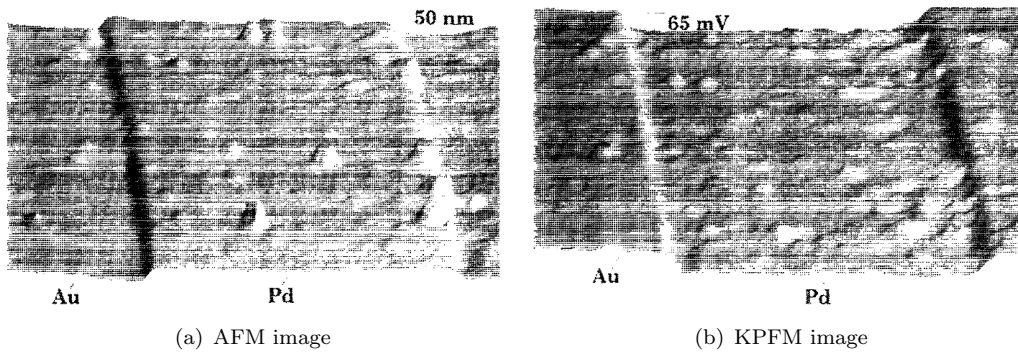 50 nm
65 mV
Au
Pd
Au
Pd
(a) AFM image
(b) KPFM image